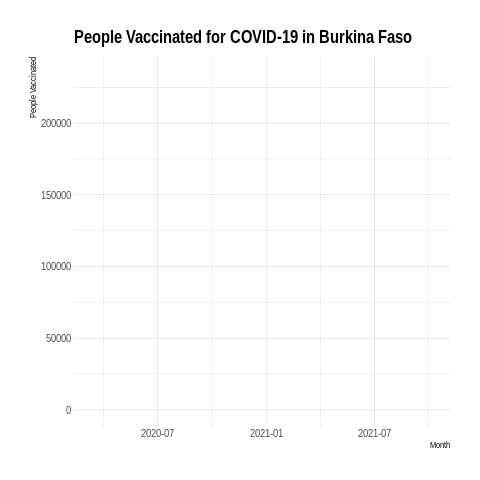 People Vaccinated for COVID-19 in Burkina Faso
People Vaccinated
200000
150000
100000
50000
0
2020-07 2021-01 2021-07
Month